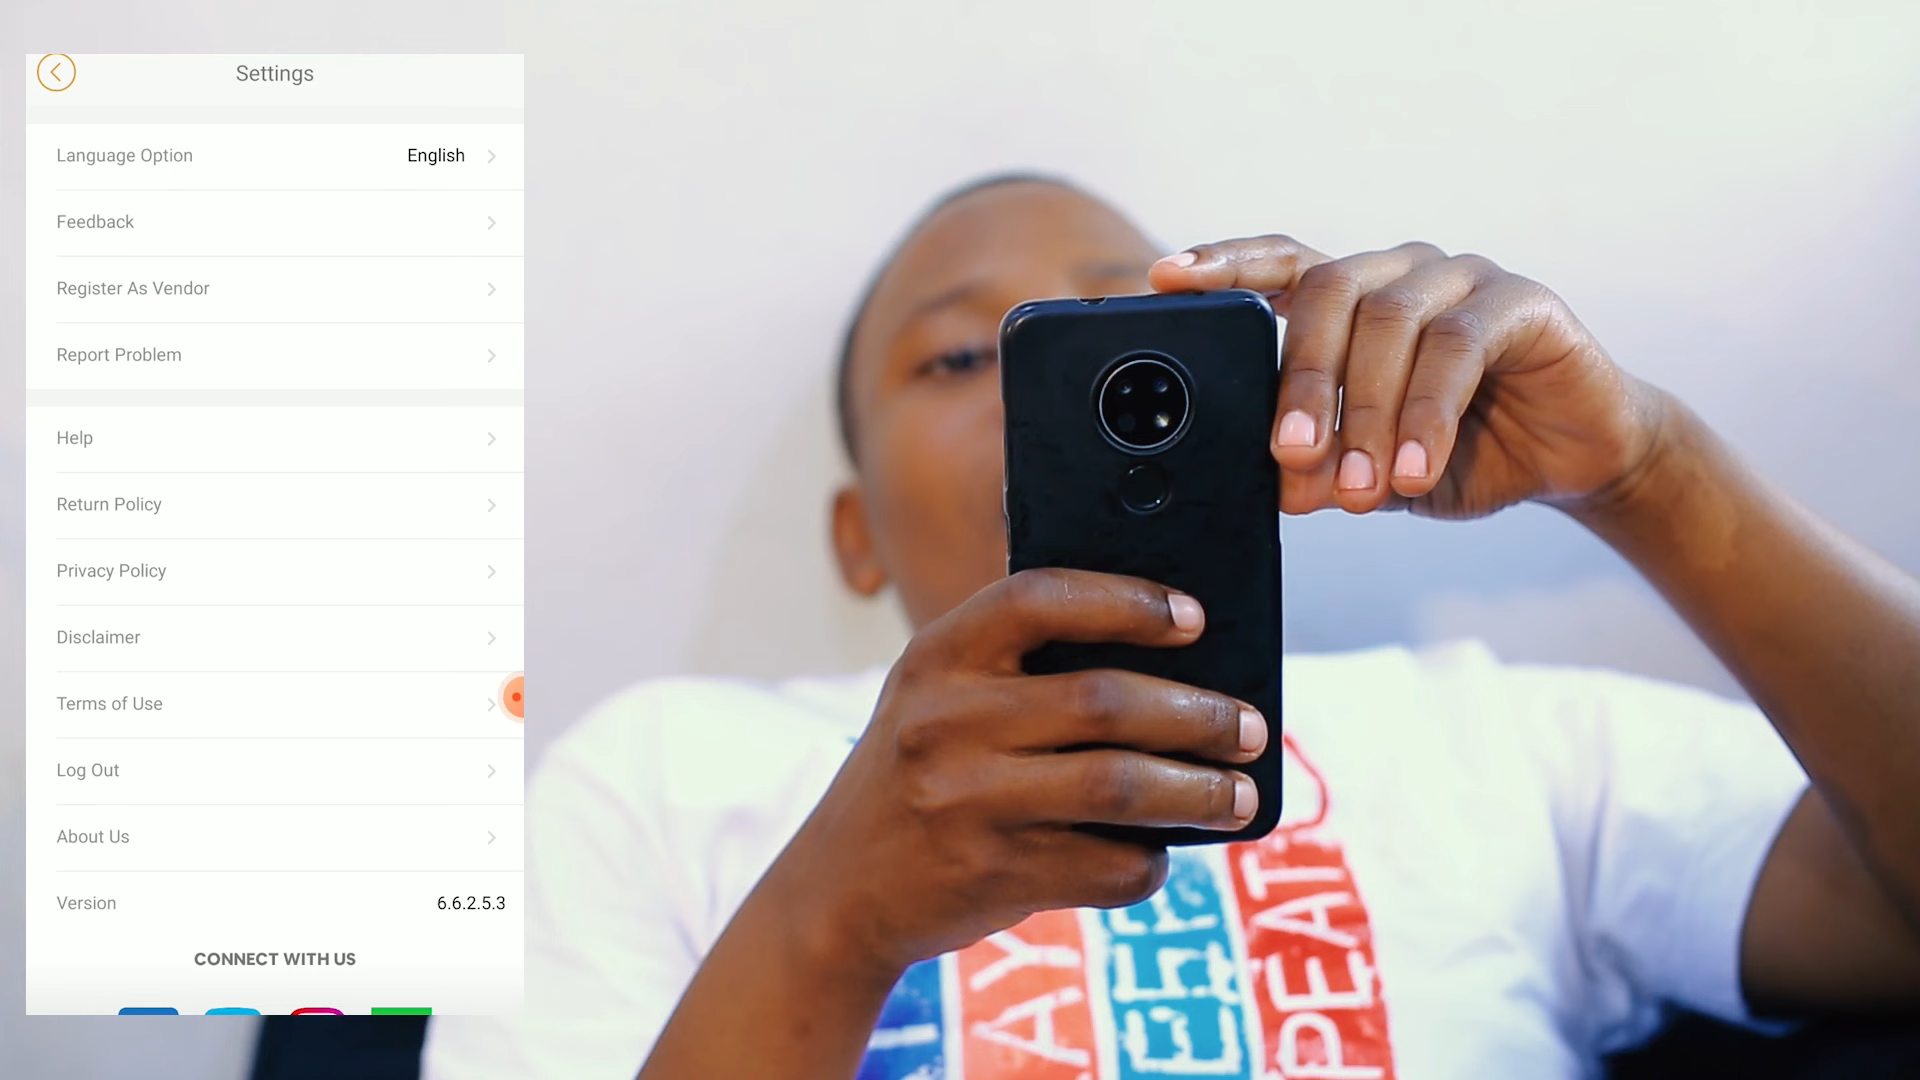 Settings
Language Option English
Feedback
Register As Vendor
Report Problem
Help
Return Policy
Privacy Policy
Disclaimer
Terms of Use
Log Out
About Us
Version 6.6.2.5.3
CONNECT WITH US